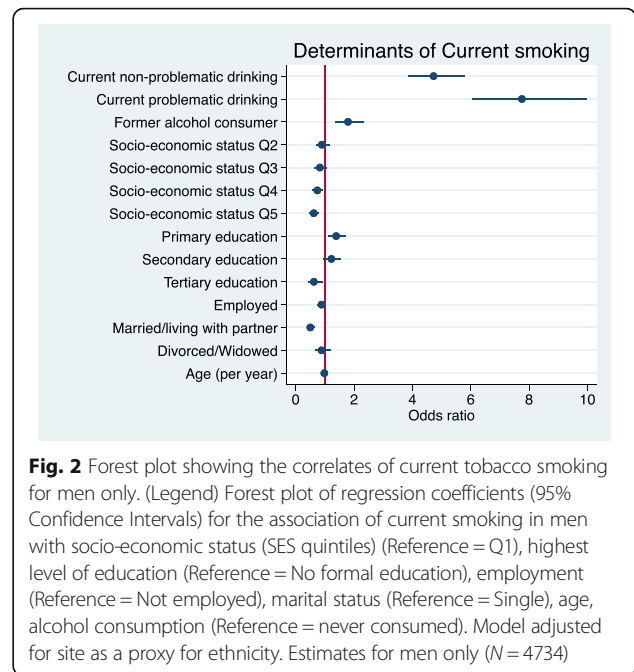 Determinants of Current smoking
Current non-problematic drinking
Current problematic drinking
Former alcohol consumer
Socio-economic status Q2
Socio-economic status Q3
Socio-economic status Q4
Socio-economic status Q5
Primary education
Secondary education
Tertiary education
Employed
Married/living with partner
Divorced/Widowed
Age (per year)
0 2 4 6 8 10
Odds ratio
Fig. 2 Forest plot showing the correlates of current tobacco smoking
for men only. (Legend) Forest plot of regression coefficients (95%
Confidence Intervals) for the association of current smoking in men
with socio-economic status (SES quintiles) (Reference = Q1), highest
level of education (Reference = No formal education), employment
(Reference = Not employed), marital status (Reference = Single), age,
alcohol consumption (Reference = never consumed). Model adjusted
for site as a proxy for ethnicity. Estimates for men only (N = 4734)